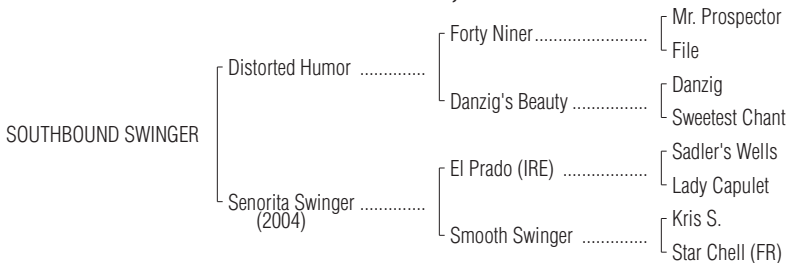 Mr. Prospector
Forty Niner......................
File
Distorted Humor ..............
Danzig
Danzig's Beauty ...............
Sweetest Chant
SOUTHBOUND SWINGER
Sadler's Wells
El Prado (IRE) .................
Lady Capulet
Senorita Swinger .............
(2004)
Kris S.
Smooth Swinger .............
Star Chell (FR)